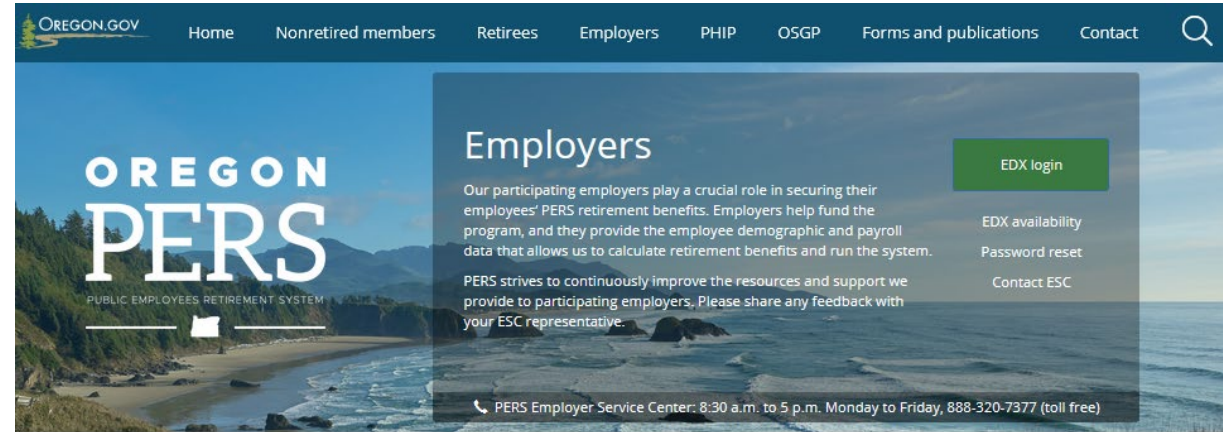 OREGON.GOV
Home
Nonretired members
Retirees
Employers
PHIP
OSGP
Forms and publications
Contact
OREGON
PERS
PUBLIC EMPLOYEES RETIREMENT SYSTEM
Employers
Our participating employers play a crucial role in securing their
employees' PERS retirement benefits. Employers help fund the
program, and they provide the employee demographic and payroll
data that allows us to calculate retirement benefits and run the system.
PERS strives to continuously improve the resources and support we
provide to participating employers. Please share any feedback with
your ESC representative.
EDX login
EDX availability
Password reset
Contact ESC
PERS Employer Service Center: 8:30 a.m. to 5 p.m. Monday to Friday, 888-320-7377 (toll free)